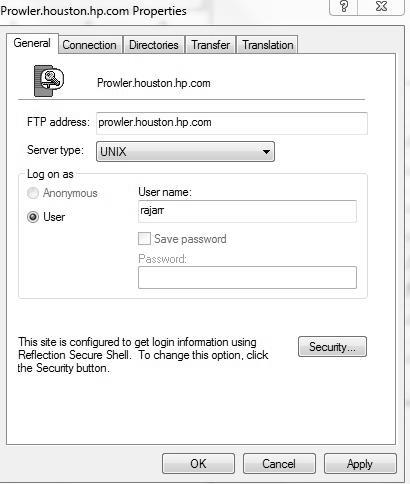 Prowler.houston.hp.com Properties
General Connection Directories Transfer Translation
Prowler.houston.hp.com
FTP address: prowler.houston.hp.com
Server type: UNIX
Log on as
Anonymous
User
User name:
rajarr
Save password
Password:
This site is configured to get login information using
Reflection Secure Shell. To change this option, click
the Security button.
Security...
OK Cancel Apply